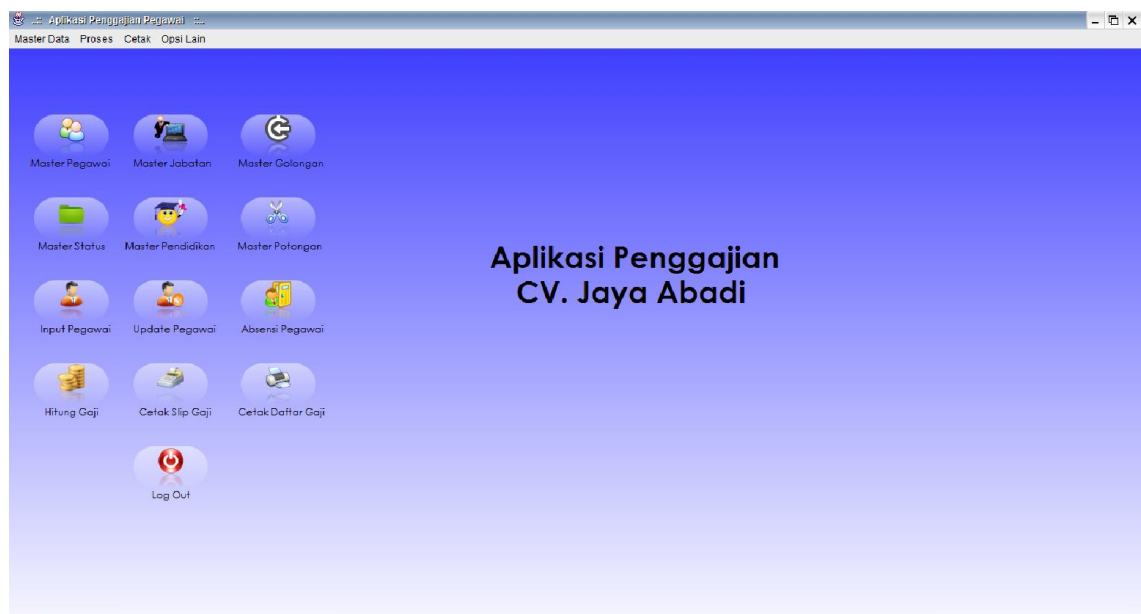 ..:: Aplikasi Penggajian Pegawai ::..
Master Data Proses Cetak Opsi Lain
Master Pegawai Master Jabatan Master Golongan
Master Status Master Pendidikan Master Potongan
Aplikasi Penggajian
CV. Jaya Abadi
Input Pegawai Update Pegawai Absensi Pegawai
Hitung Gaji Cetak Slip Gaji Cetak Daftar Gaji
Log Out